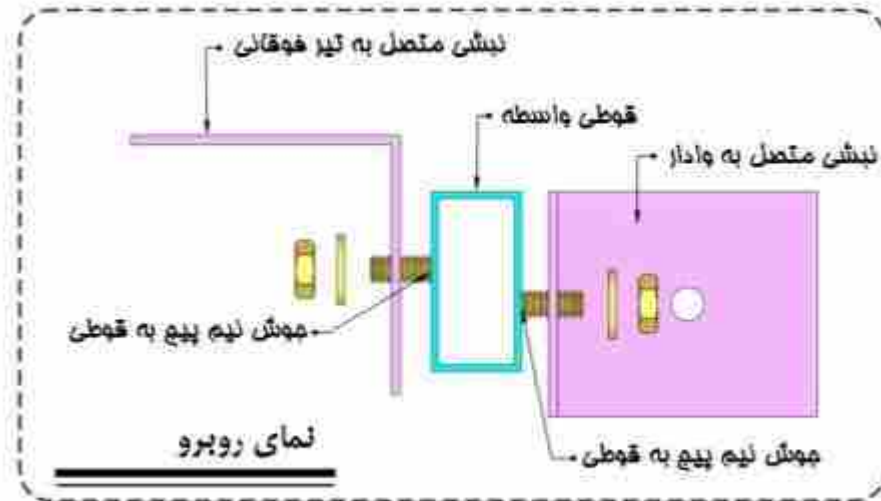 نبشی متصل به تیر فوقانی
قوطی واسطه
نبشی متصل به وادار
جوش نیم پیچ به قوطی
جوش نیم پیچ به قوطی
نمای روبرو